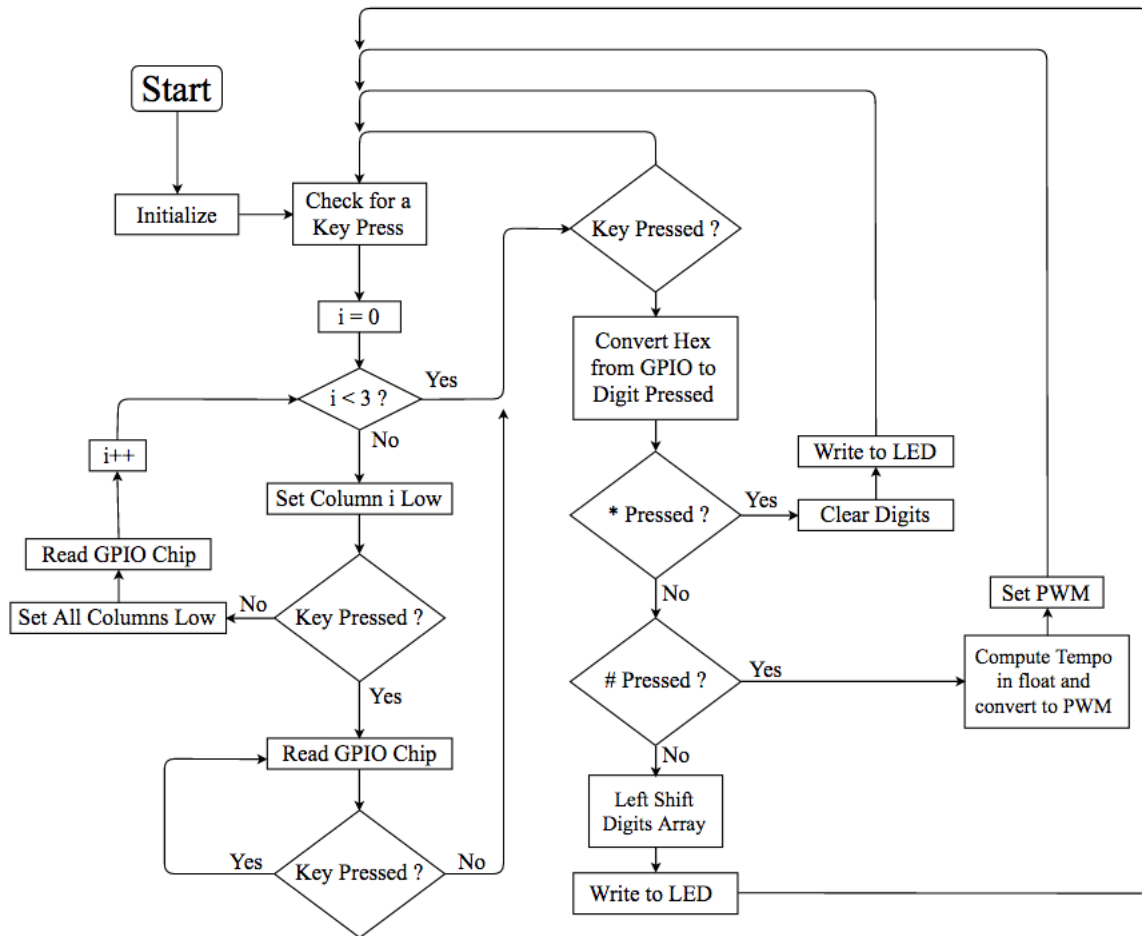 Start
Initialize
Check for a
Key Press
i = 0
i < 3 ?
Yes
No
i++
Set Column i Low
Read GPIO Chip
Set All Columns Low
No
Key Pressed ?
Yes
Read GPIO Chip
Yes
Key Pressed ?
No
Key Pressed ?
Convert Hex
from GPIO to
Digit Pressed
* Pressed ?
Yes
Clear Digits
Write to LED
No
# Pressed ?
Yes
Compute Tempo
in float and
convert to PWM
Set PWM
No
Left Shift
Digits Array
Write to LED